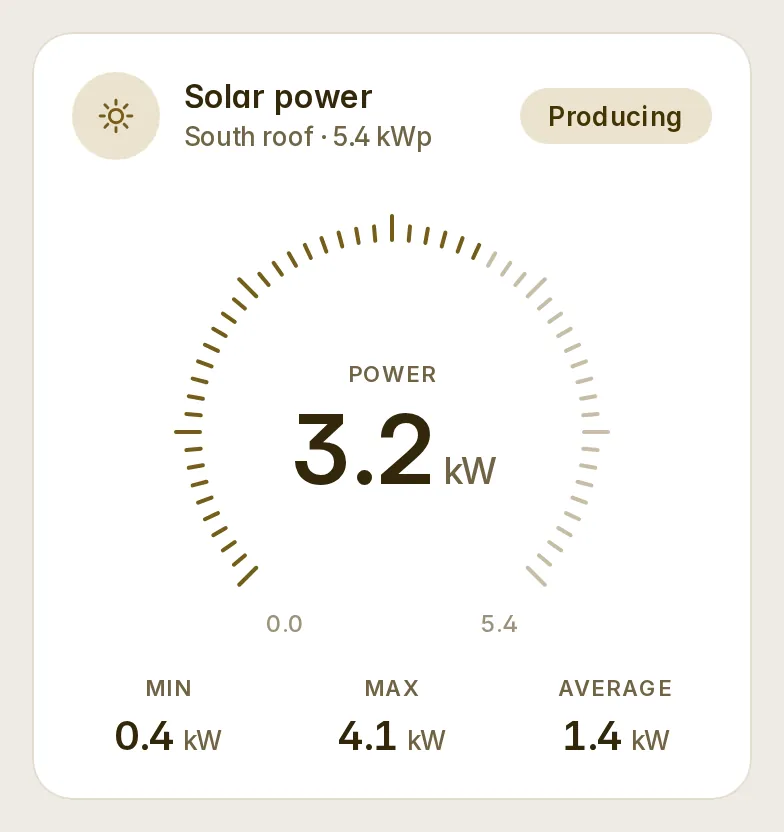 Solar power
South roof · 5.4 kWp
Producing
POWER
3.2 kW
0.0
5.4
MIN
MAX
AVERAGE
0.4 kW
4.1 kW
1.4 kW